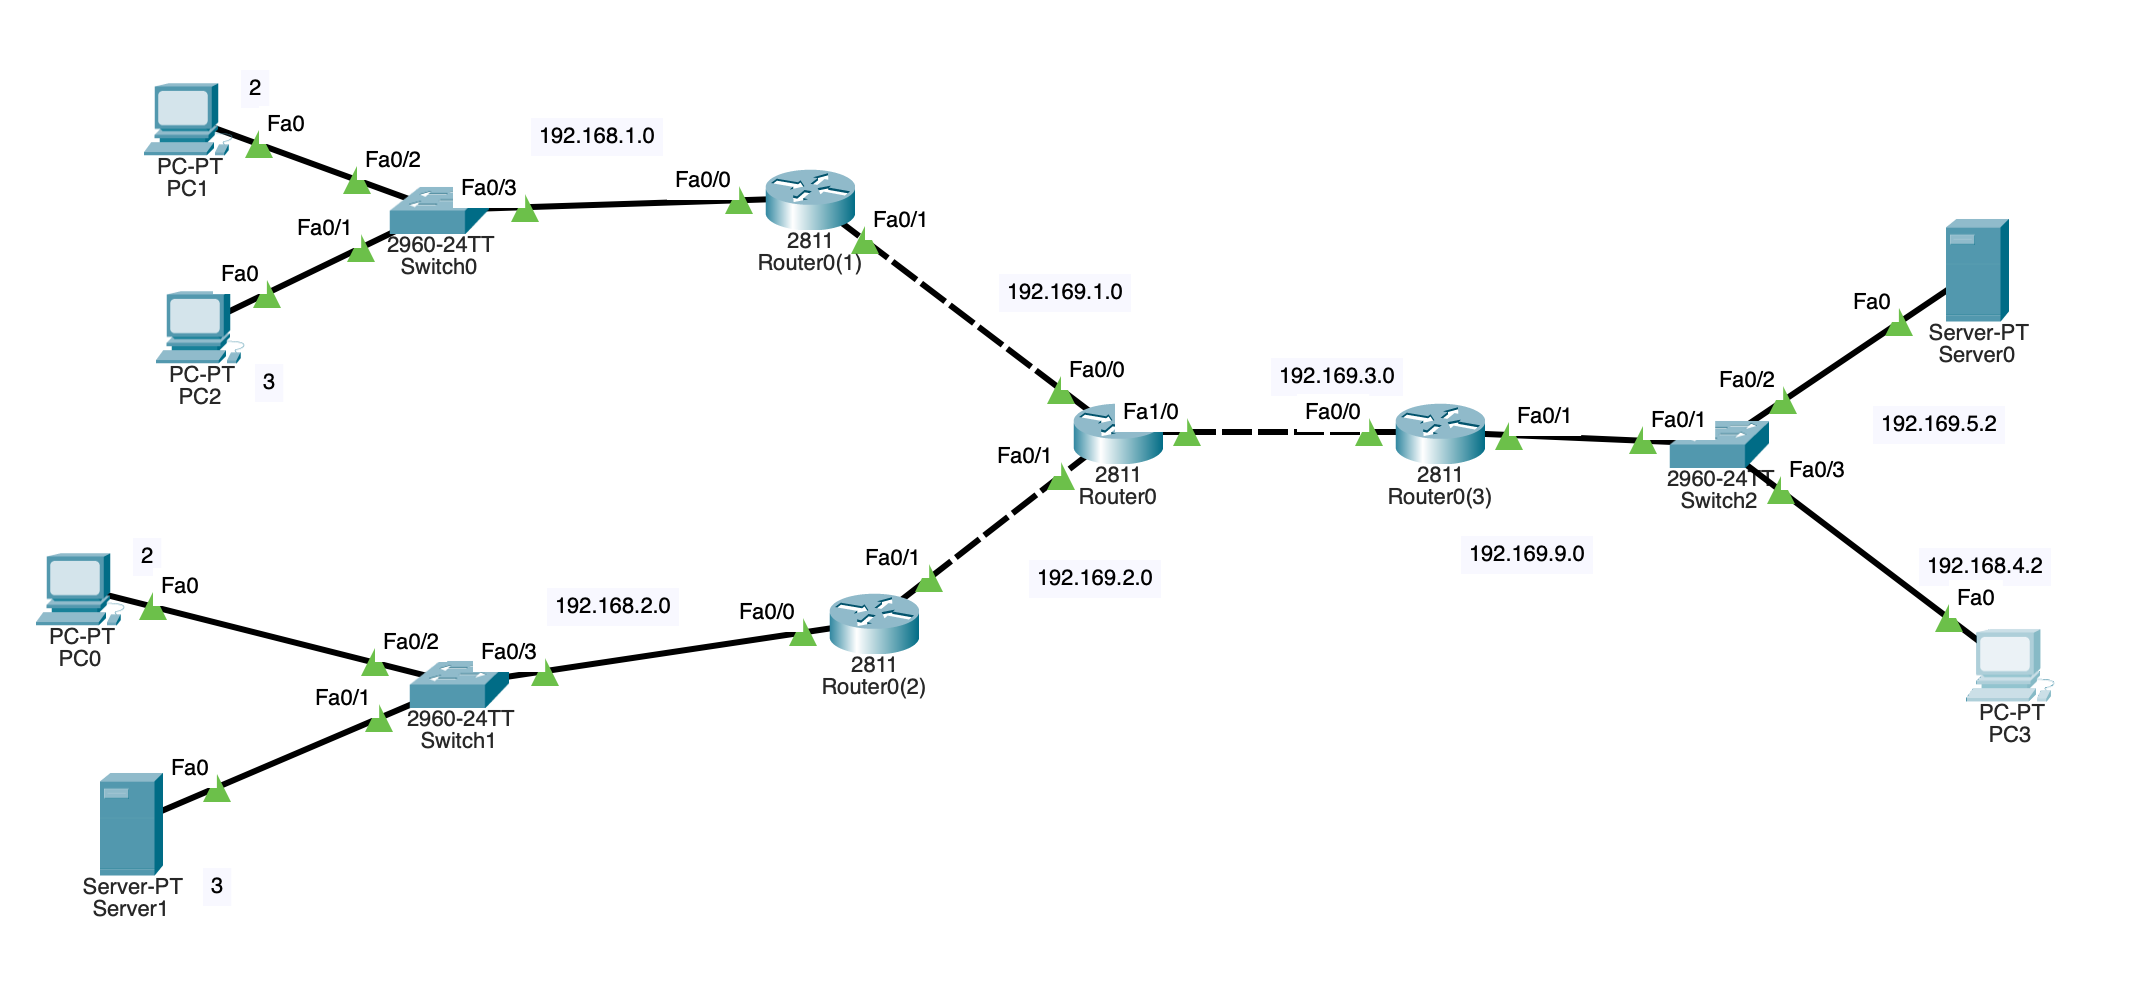 2
Fa0
PC-PT
PC1
Fa0/2
192.168.1.0
Fa0/3
Fa0/0
Fa0/1
2811
Router0(1)
Fa0/1
2960-24TT
Switch0
Fa0
PC-PT
PC2
3
192.169.1.0
Fa0
Server-PT
Server0
Fa0/0
192.169.3.0
Fa0/2
Fa1/0
Fa0/0
Fa0/1
Fa0/1
192.169.5.2
Fa0/1
2811
Router0
2811
Router0(3)
2960-24TT
Switch2
Fa0/3
192.169.9.0
192.168.4.2
Fa0
PC-PT
PC3
2
Fa0
PC-PT
PC0
192.168.2.0
Fa0/0
Fa0/1
192.169.2.0
Fa0/2
Fa0/3
2811
Router0(2)
Fa0/1
2960-24TT
Switch1
Fa0
Server-PT
Server1
3